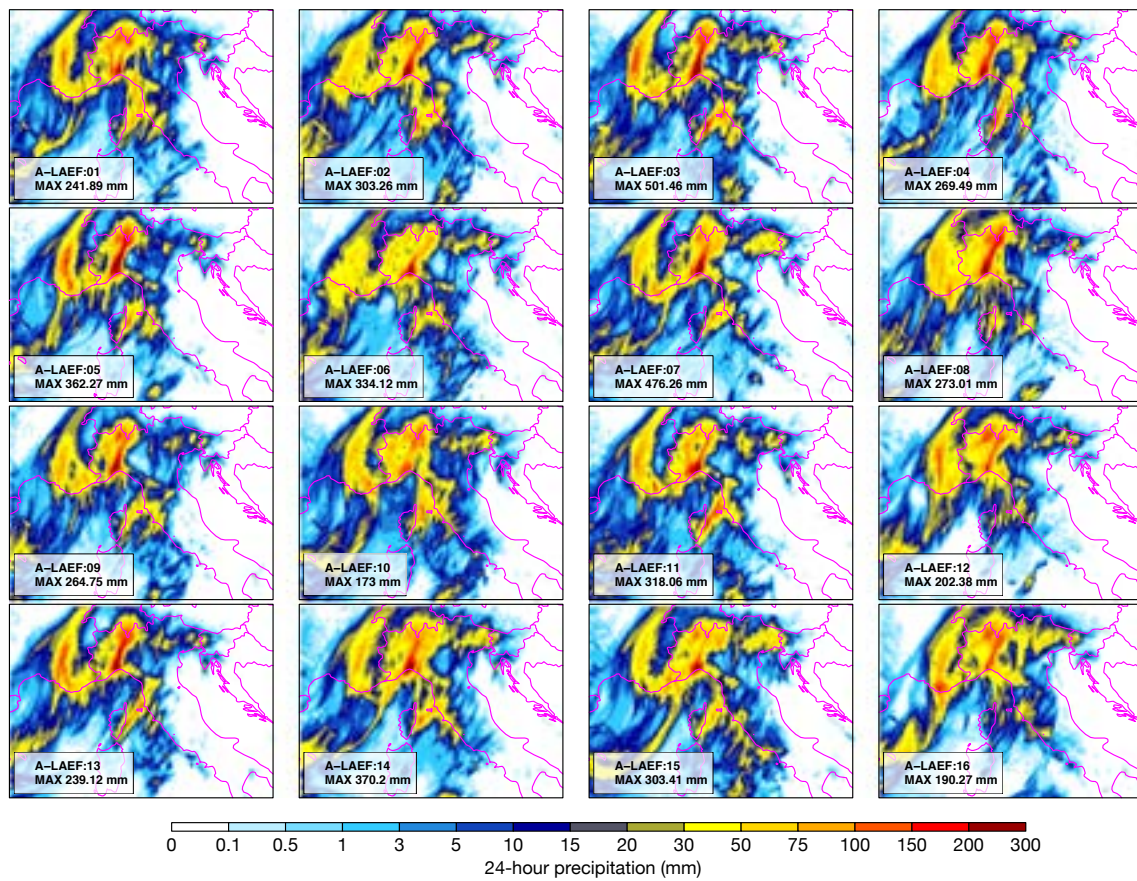 A-LAEF:01
MAX 241.89 mm
A-LAEF:02
MAX 303.26 mm
A-LAEF:03
MAX 501.46 mm
A-LAEF:04
MAX 269.49 mm
A-LAEF:05
MAX 362.27 mm
A-LAEF:06
MAX 334.12 mm
A-LAEF:07
MAX 476.26 mm
A-LAEF:08
MAX 273.01 mm
A-LAEF:09
MAX 264.75 mm
A-LAEF:10
MAX 173 mm
A-LAEF:11
MAX 318.06 mm
A-LAEF:12
MAX 202.38 mm
A-LAEF:13
MAX 239.12 mm
A-LAEF:14
MAX 370.2 mm
A-LAEF:15
MAX 303.41 mm
A-LAEF:16
MAX 190.27 mm
0 0.1 0.5 1 3 5 10 15 20 30 50 75 100 150 200 300
24-hour precipitation (mm)